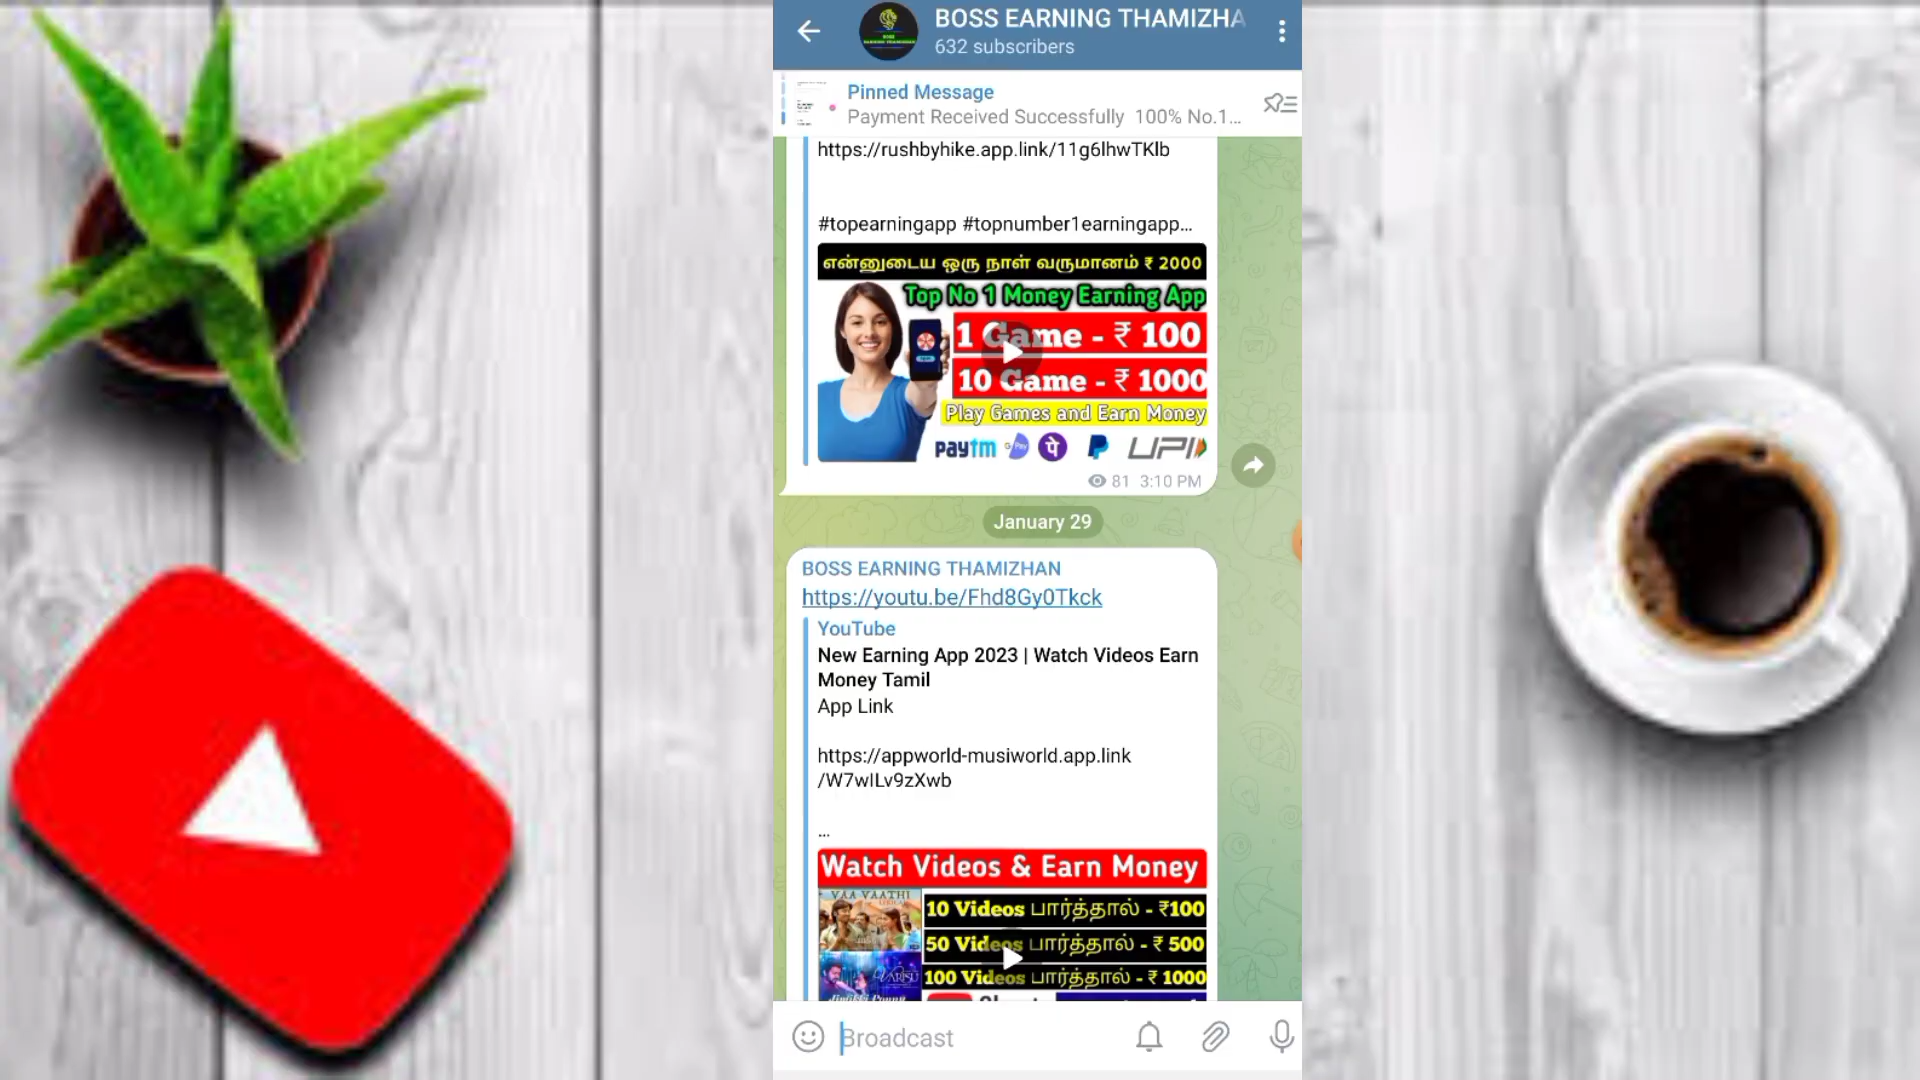 BOSS EARNING THAMIZHA
632 subscribers
Pinned Message
Payment Received Successfully 100% No.1...
https://rushbyhike.app.link/11g6lhwTKlb
#topearningapp #topnumber1earningapp...
என்னுடைய ஒரு நாள் வருமானம் ₹ 2000
Top No 1 Money Earning App
1 Game - ₹ 100
10 Game - ₹ 1000
Play Games and Earn Money
paytm G Pay पे UPI
81 3:10 PM
January 29
BOSS EARNING THAMIZHAN
https://youtu.be/Fhd8Gy0Tkck
YouTube
New Earning App 2023 | Watch Videos Earn
Money Tamil
App Link
https://appworld-musiworld.app.link
/W7wILv9zXwb
...
Watch Videos & Earn Money
VAA VAATHI
10 Videos பார்த்தால் - ₹100
50 Videos பார்த்தால் - ₹ 500
VARISU
100 Videos பார்த்தால் - ₹ 1000
Broadcast